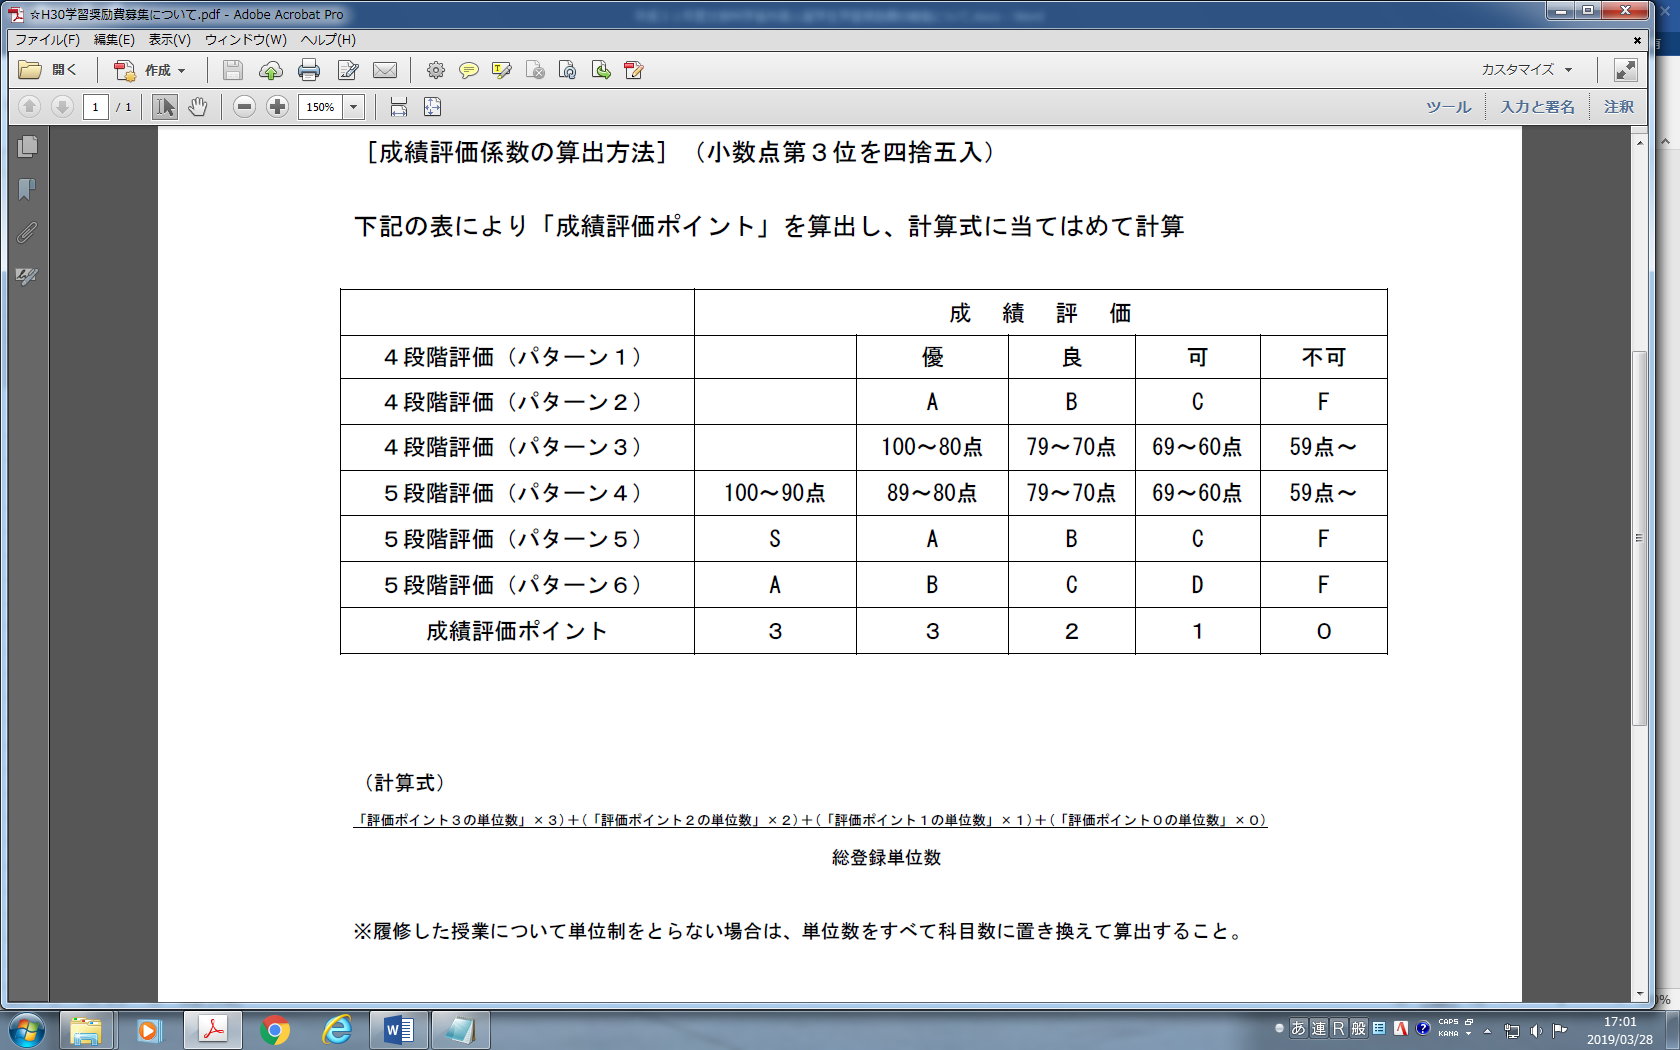 ☆H30学習奨励費募集について.pdf - Adobe Acrobat Pro
ファイル(F) 編集(E) 表示(V) ウィンドウ(W) ヘルプ(H)
開く 作成 カスタマイズ
1 / 1 150% ツール 入力と署名 注釈
［成績評価係数の算出方法］（小数点第３位を四捨五入）
下記の表により「成績評価ポイント」を算出し、計算式に当てはめて計算
成 績 評 価
４段階評価（パターン１） 優 良 可 不可
４段階評価（パターン２） A B C F
４段階評価（パターン３） 100～80点 79～70点 69～60点 59点～
５段階評価（パターン４） 100～90点 89～80点 79～70点 69～60点 59点～
５段階評価（パターン５） S A B C F
５段階評価（パターン６） A B C D F
成績評価ポイント ３ ３ ２ １ ０
（計算式）
「評価ポイント３の単位数」×３）＋（「評価ポイント２の単位数」×２）＋（「評価ポイント１の単位数」×１）＋（「評価ポイント０の単位数」×０）
総登録単位数
※履修した授業について単位制をとらない場合は、単位数をすべて科目数に置き換えて算出すること。
あ 連 R 般 CAPS KANA 17:01
2019/03/28